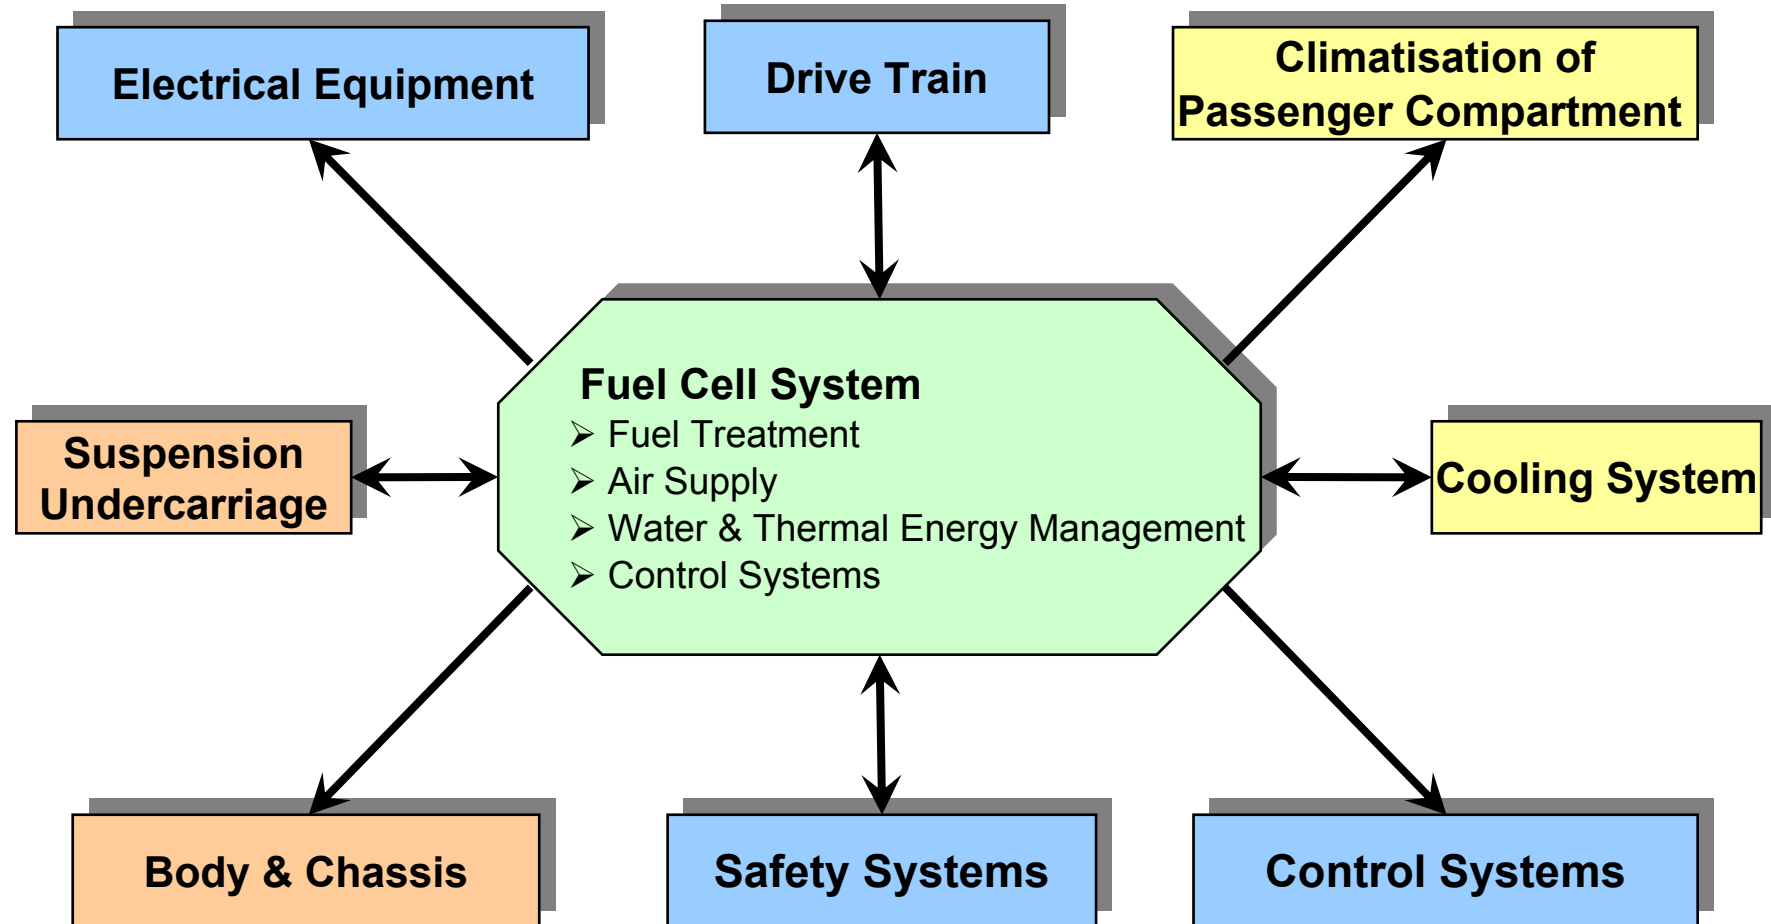 Electrical Equipment
Drive Train
Climatisation of
Passenger Compartment
Fuel Cell System
➢ Fuel Treatment
➢ Air Supply
➢ Water & Thermal Energy Management
➢ Control Systems
Suspension
Undercarriage
Cooling System
Body & Chassis
Safety Systems
Control Systems